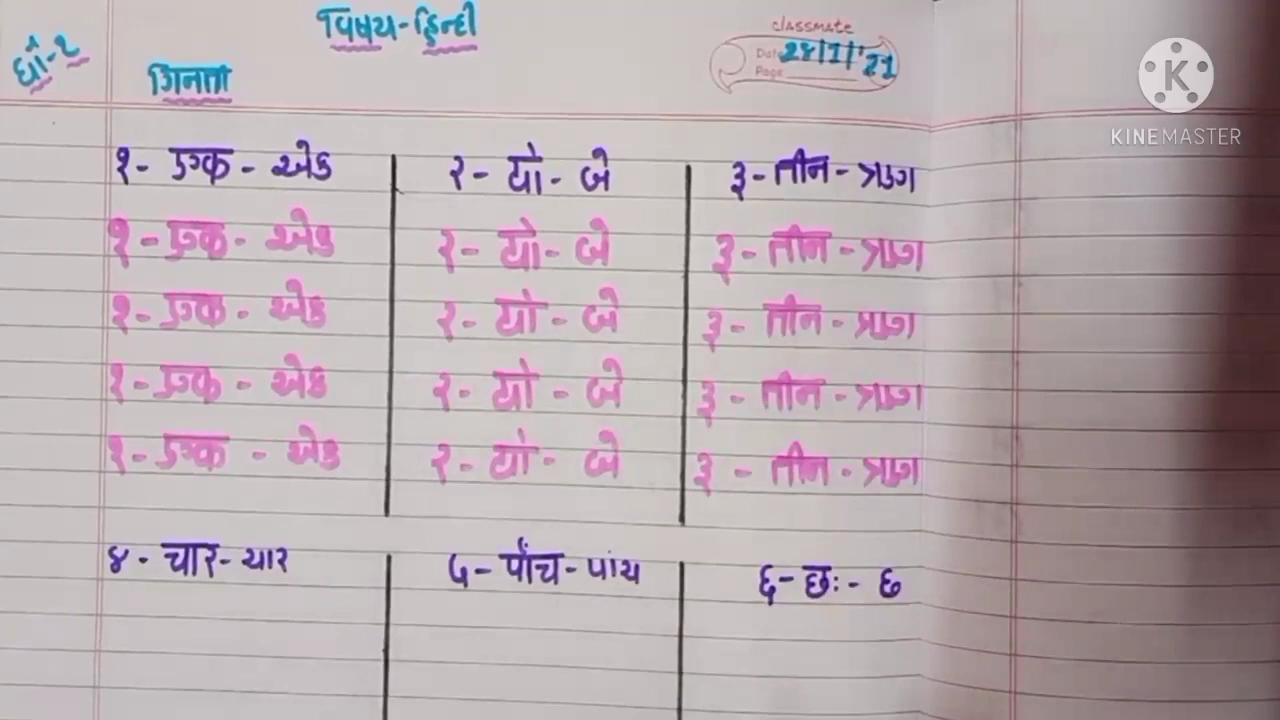 विषय-हिन्दी
classmate
धो-२
Date 28/1/'21
Page
गिनती
KINEMASTER
१- एक - એક २- दो - બે ३- तीन - ત્રણ
१- एक - એક २- दो - બે ३- तीन - ત્રણ
१- एक - એક २- दो - બે ३- तीन - ત્રણ
१- एक - એક २- दो - બે ३- तीन - ત્રણ
१- एक - એક २- दो - બે ३- तीन - ત્રણ
४- चार- ચાર ५- पाँच- પાંચ ६- छः- છ